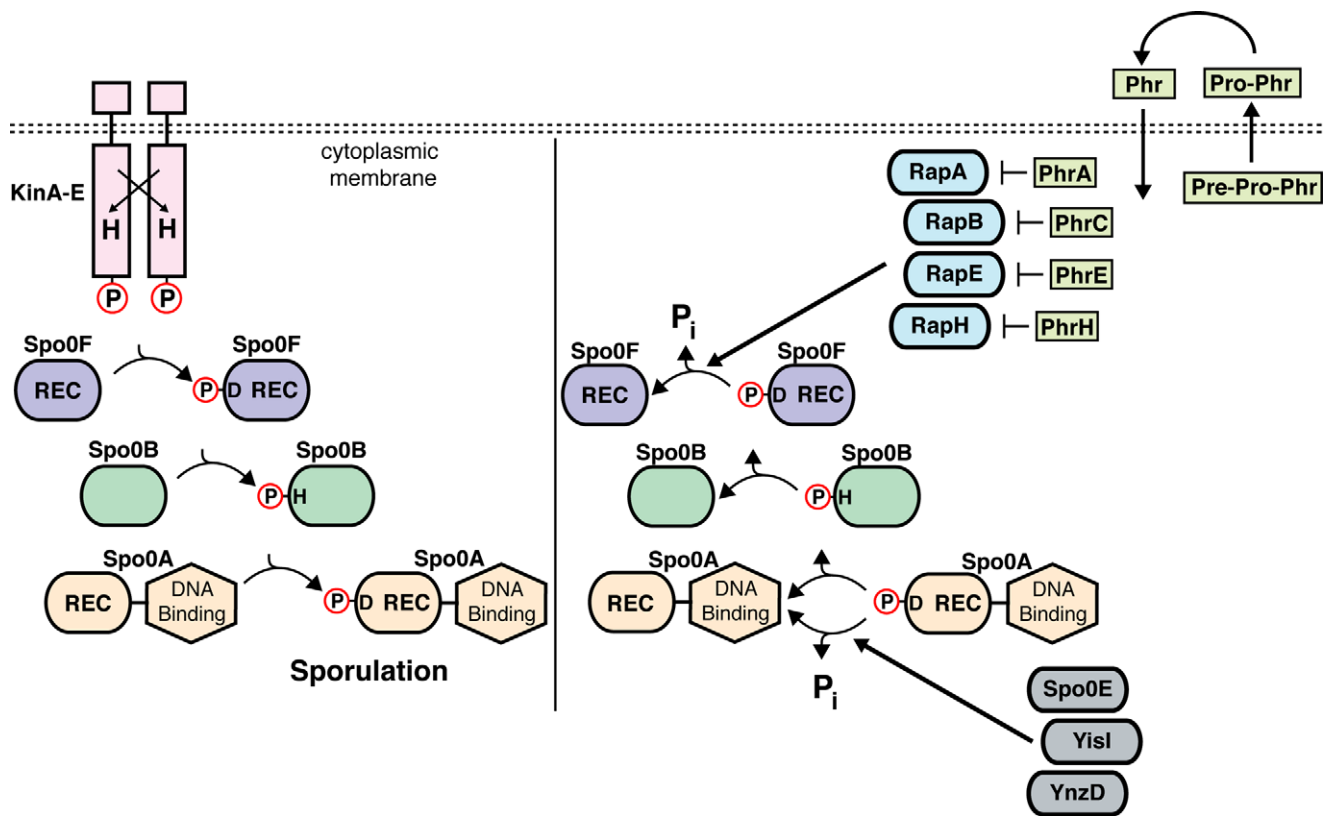 Phr
Pro-Phr
Pre-Pro-Phr
cytoplasmic
membrane
KinA-E
H
H
P
P
Spo0F
REC
Spo0F
P
D REC
Spo0B
Spo0B
P
H
Spo0A
REC
DNA
Binding
Spo0A
P
D REC
DNA
Binding
Sporulation
RapA
PhrA
RapB
PhrC
RapE
PhrE
RapH
PhrH
Pi
Spo0F
REC
Spo0F
P
D REC
Spo0B
Spo0B
P
H
Spo0A
REC
DNA
Binding
Spo0A
P
D REC
DNA
Binding
Pi
Spo0E
YisI
YnzD